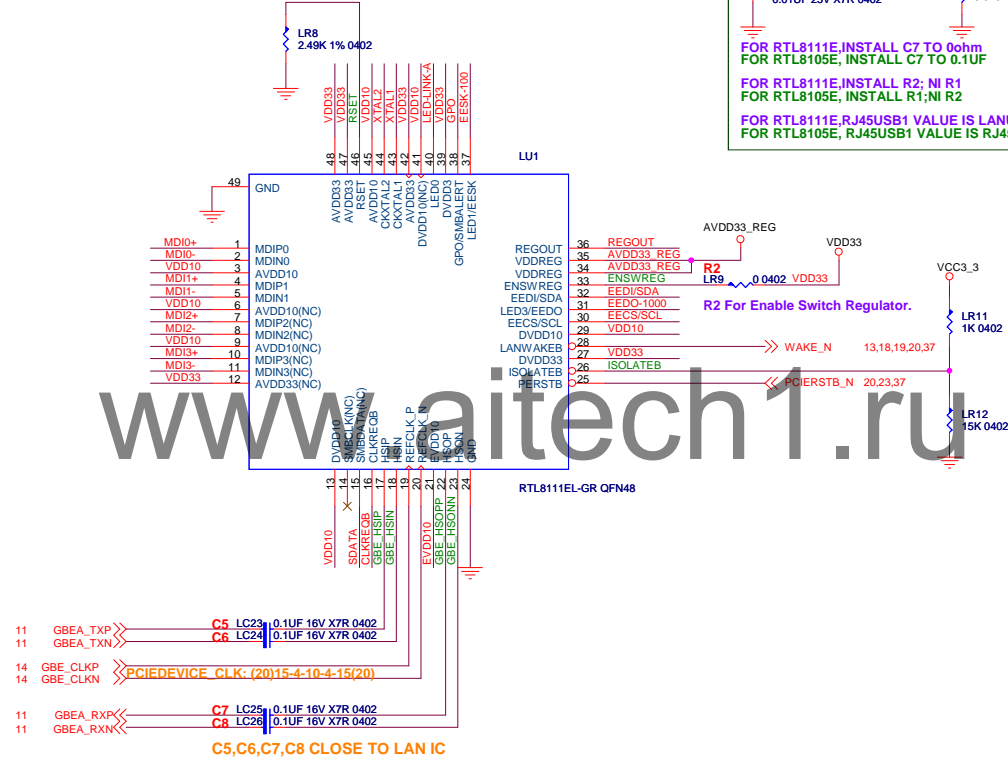 LR8
2.49K 1% 0402
0.01UF 25V X7R 0402
FOR RTL8111E,INSTALL C7 TO 0ohm
FOR RTL8105E, INSTALL C7 TO 0.1UF
FOR RTL8111E,INSTALL R2; NI R1
FOR RTL8105E, INSTALL R1;NI R2
FOR RTL8111E,RJ45USB1 VALUE IS LAN
FOR RTL8105E, RJ45USB1 VALUE IS RJ4
VDD33
VDD33
RSET
VDD10
XTAL2
XTAL1
VDD33
VDD10
LED-LINK-A
VDD33
GPO
EESK-100
48
47
46
45
44
43
42
41
40
39
38
37
LU1
AVDD33
AVDD33
RSET
AVDD10
CKXTAL2
CKXTAL1
AVDD33
DVDD10(NC)
LED0
DVDD3
GPO/SMBALERT
LED1/EESK
49
GND
MDI0+ 1 MDIP0
MDI0- 2 MDIN0
VDD10 3 AVDD10
MDI1+ 4 MDIP1
MDI1- 5 MDIN1
VDD10 6 AVDD10(NC)
MDI2+ 7 MDIP2(NC)
MDI2- 8 MDIN2(NC)
VDD10 9 AVDD10(NC)
MDI3+ 10 MDIP3(NC)
MDI3- 11 MDIN3(NC)
VDD33 12 AVDD33(NC)
REGOUT 36 REGOUT
VDDREG 35 AVDD33_REG
VDDREG 34 AVDD33_REG
ENSWREG 33 ENSWREG
EEDI/SDA 32 EEDI/SDA
LED3/EEDO 31 EEDO-1000
EECS/SCL 30 EECS/SCL
DVDD10 29 VDD10
LANWAKEB 28
DVDD33 27 VDD33
ISOLATEB 26 ISOLATEB
PERSTB 25
AVDD33_REG
VDD33
VCC3_3
R2
LR9 0 0402 VDD33
R2 For Enable Switch Regulator.
WAKE_N 13,18,19,20,37
PCIERSTB_N 20,23,37
LR11
1K 0402
LR12
15K 0402
www.aitech1.ru
DVDD10
SMBCLK(NC)
SMBDATA(NC)
CLKREQB
HSIP
HSIN
REFCLK_P
REFCLK_N
EVDD10
HSOP
HSON
GND
13
14
15
16
17
18
19
20
21
22
23
24
RTL8111EL-GR QFN48
VDD10
SDATA
CLKREQB
GBE_HSIP
GBE_HSIN
EVDD10
GBE_HSOPP
GBE_HSONN
11 GBEA_TXP C5 LC23 0.1UF 16V X7R 0402
11 GBEA_TXN C6 LC24 0.1UF 16V X7R 0402
14 GBE_CLKP
14 GBE_CLKN
PCIEDEVICE_CLK: (20)15-4-10-4-15(20)
11 GBEA_RXP C7 LC25 0.1UF 16V X7R 0402
11 GBEA_RXN C8 LC26 0.1UF 16V X7R 0402
C5,C6,C7,C8 CLOSE TO LAN IC